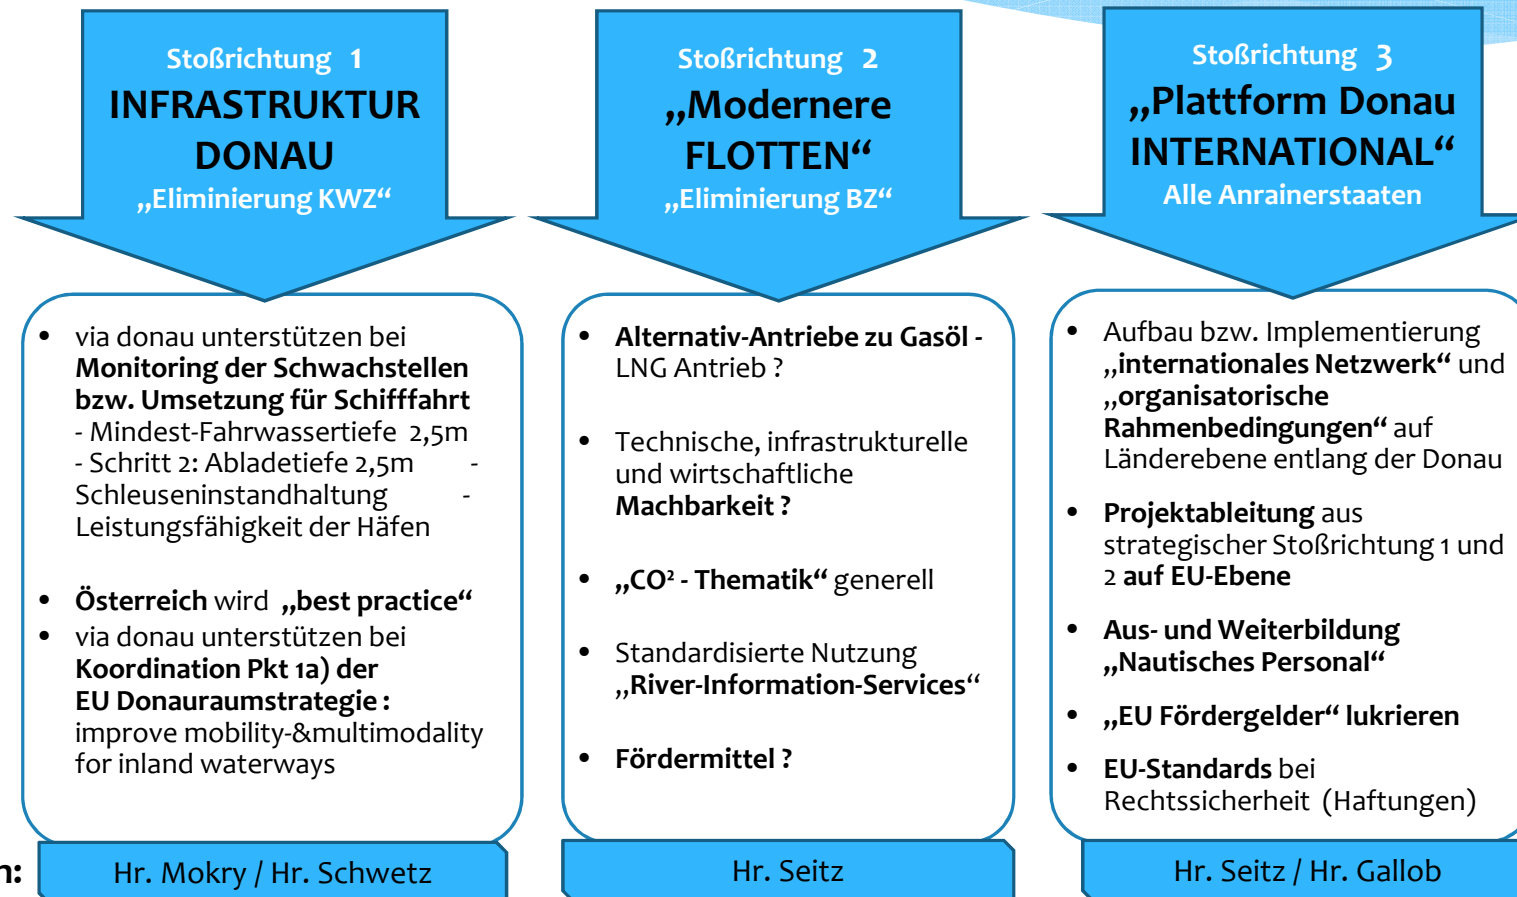 Stoßrichtung 1
INFRASTRUKTUR
DONAU
„Eliminierung KWZ“
via donau unterstützen bei
Monitoring der Schwachstellen
bzw. Umsetzung für Schifffahrt
- Mindest-Fahrwassertiefe 2,5m
- Schritt 2: Abladetiefe 2,5m -
Schleuseninstandhaltung -
Leistungsfähigkeit der Häfen
Österreich wird „best practice“
via donau unterstützen bei
Koordination Pkt 1a) der
EU Donauraumstrategie :
improve mobility-&multimodality
for inland waterways
Hr. Mokry / Hr. Schwetz
Stoßrichtung 2
„Modernere
FLOTTEN“
„Eliminierung BZ“
Alternativ-Antriebe zu Gasöl -
LNG Antrieb ?
Technische, infrastrukturelle
und wirtschaftliche
Machbarkeit ?
„CO² - Thematik“ generell
Standardisierte Nutzung
„River-Information-Services“
Fördermittel ?
Hr. Seitz
Stoßrichtung 3
„Plattform Donau
INTERNATIONAL“
Alle Anrainerstaaten
Aufbau bzw. Implementierung
„internationales Netzwerk“ und
„organisatorische
Rahmenbedingungen“ auf
Länderebene entlang der Donau
Projektableitung aus
strategischer Stoßrichtung 1 und
2 auf EU-Ebene
Aus- und Weiterbildung
„Nautisches Personal“
„EU Fördergelder“ lukrieren
EU-Standards bei
Rechtssicherheit (Haftungen)
Hr. Seitz / Hr. Gallob